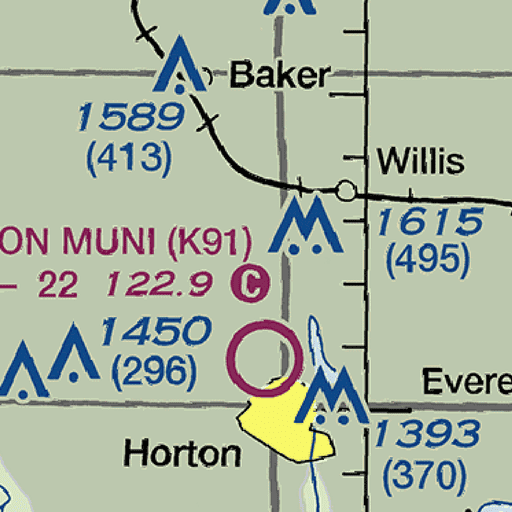 Baker
1589
(413)
Willis
1615
(495)
ON MUNI (K91)
– 22 122.9 C
1450
(296)
Evere
Horton
1393
(370)